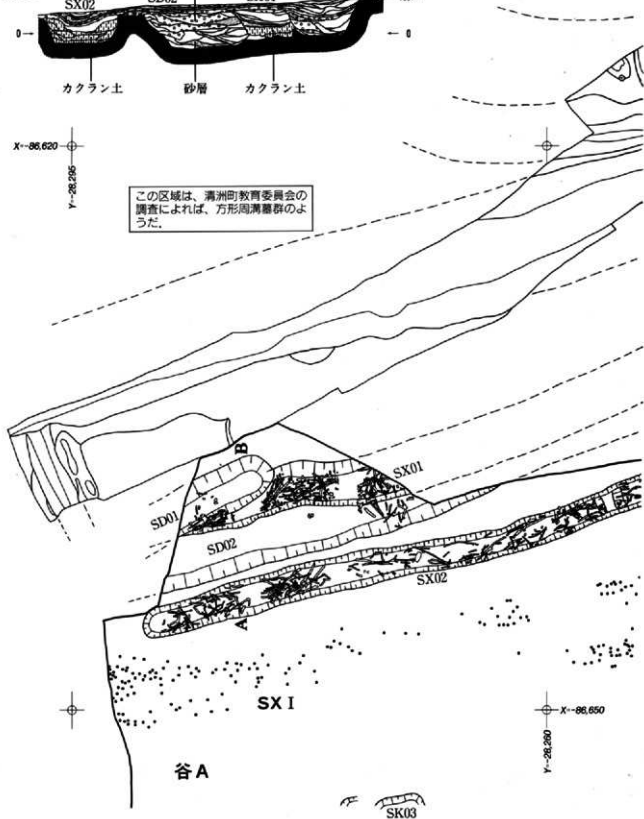 SX02
0
0
カクラン土
砂層
カクラン土
X=-86,620
Y=-28,295
この区域は、清洲町教育委員会の
調査によれば、方形周溝墓群のよ
うだ.
B
SX01
SD01
SD02
SX02
A
SX I
X=-86,650
Y=-28,260
谷A
SK03